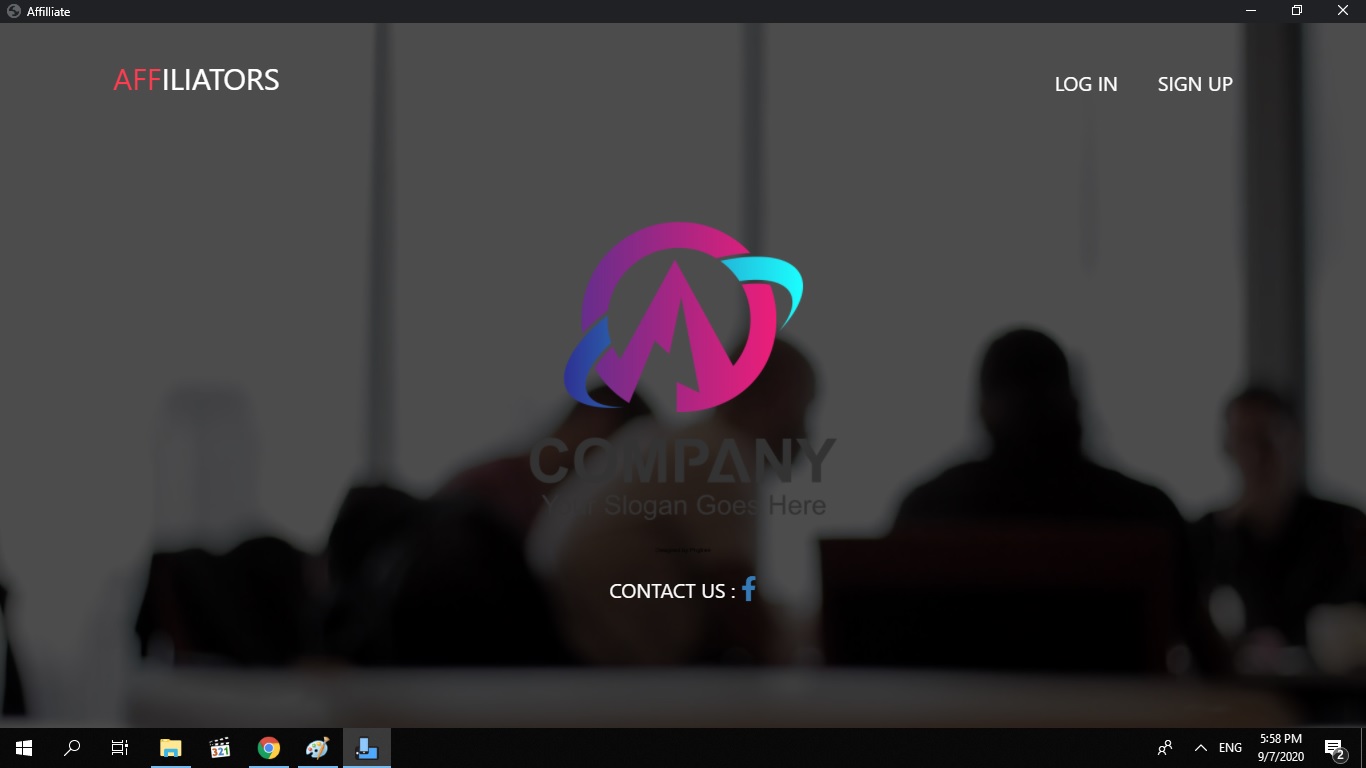 Affilliate
AFFILIATORS
LOG IN SIGN UP
COMPANY
Your Slogan Goes Here
CONTACT US :
321
ENG
5:58 PM
9/7/2020
2